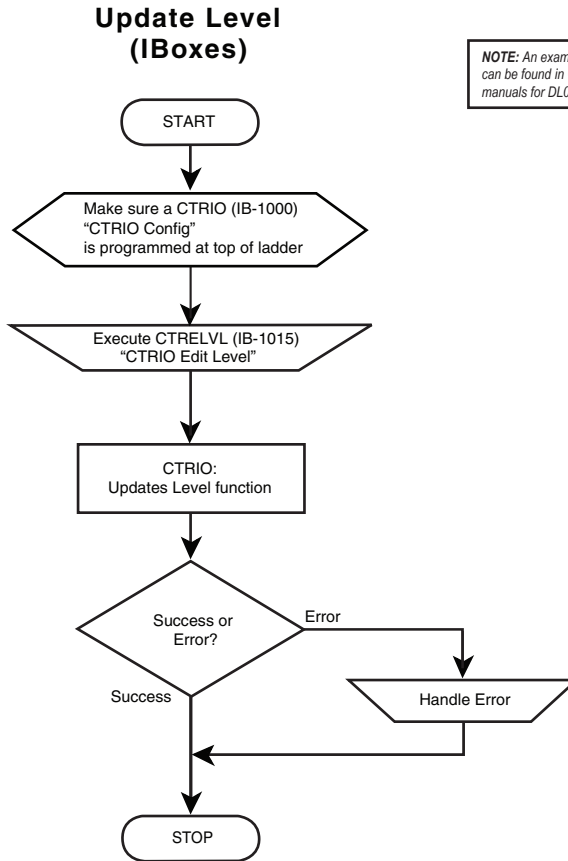 Update Level
(IBoxes)
NOTE: An exam
can be found in
manuals for DL0
START
Make sure a CTRIO (IB-1000)
“CTRIO Config”
is programmed at top of ladder
Execute CTRELVL (IB-1015)
“CTRIO Edit Level”
CTRIO:
Updates Level function
Success or
Error?
Error
Success
Handle Error
STOP